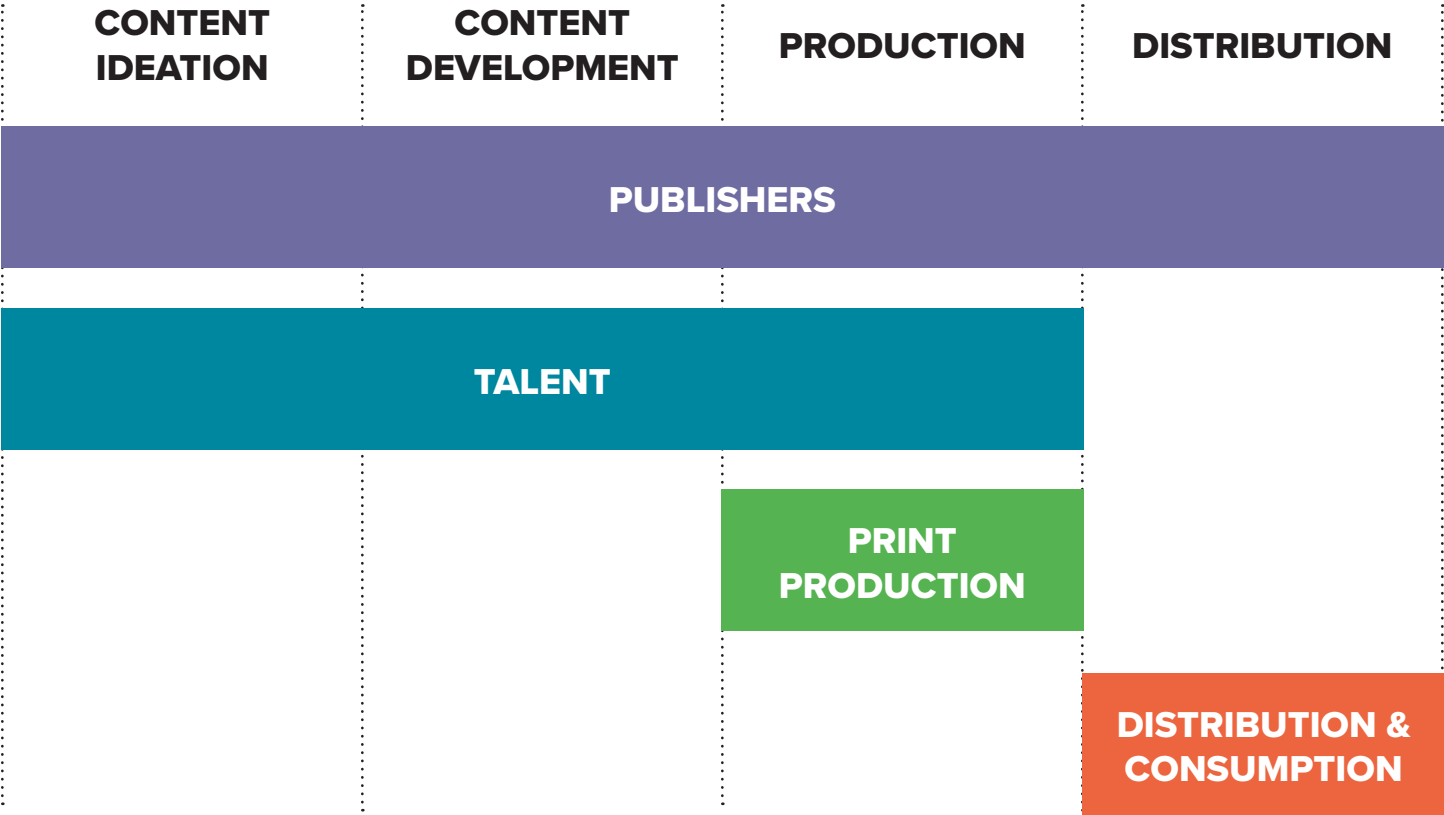 CONTENT
IDEATION
CONTENT
DEVELOPMENT
PRODUCTION
DISTRIBUTION
PUBLISHERS
TALENT
PRINT
PRODUCTION
DISTRIBUTION &
CONSUMPTION